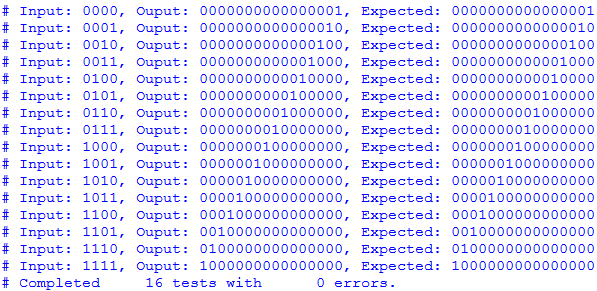 # Input: 0000, Ouput: 0000000000000001, Expected: 0000000000000001
# Input: 0001, Ouput: 0000000000000010, Expected: 0000000000000010
# Input: 0010, Ouput: 0000000000000100, Expected: 0000000000000100
# Input: 0011, Ouput: 0000000000001000, Expected: 0000000000001000
# Input: 0100, Ouput: 0000000000010000, Expected: 0000000000010000
# Input: 0101, Ouput: 0000000000100000, Expected: 0000000000100000
# Input: 0110, Ouput: 0000000001000000, Expected: 0000000001000000
# Input: 0111, Ouput: 0000000010000000, Expected: 0000000010000000
# Input: 1000, Ouput: 0000000100000000, Expected: 0000000100000000
# Input: 1001, Ouput: 0000001000000000, Expected: 0000001000000000
# Input: 1010, Ouput: 0000010000000000, Expected: 0000010000000000
# Input: 1011, Ouput: 0000100000000000, Expected: 0000100000000000
# Input: 1100, Ouput: 0001000000000000, Expected: 0001000000000000
# Input: 1101, Ouput: 0010000000000000, Expected: 0010000000000000
# Input: 1110, Ouput: 0100000000000000, Expected: 0100000000000000
# Input: 1111, Ouput: 1000000000000000, Expected: 1000000000000000
# Completed     16 tests with      0 errors.